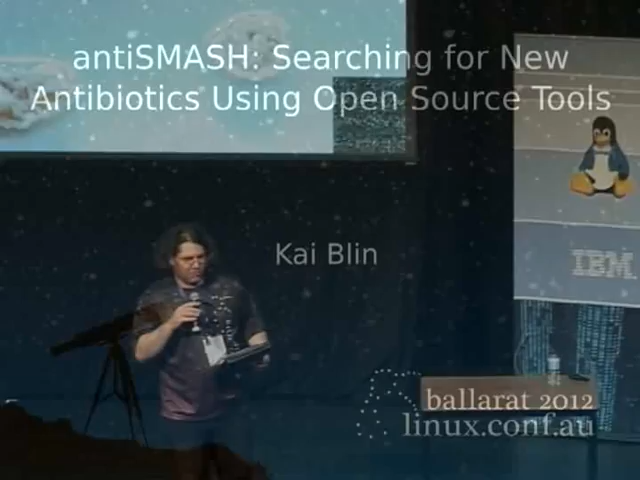 antiSMASH: Searching for New
Antibiotics Using Open Source Tools
Kai Blin
IBM
ballarat 2012
linux.conf.au